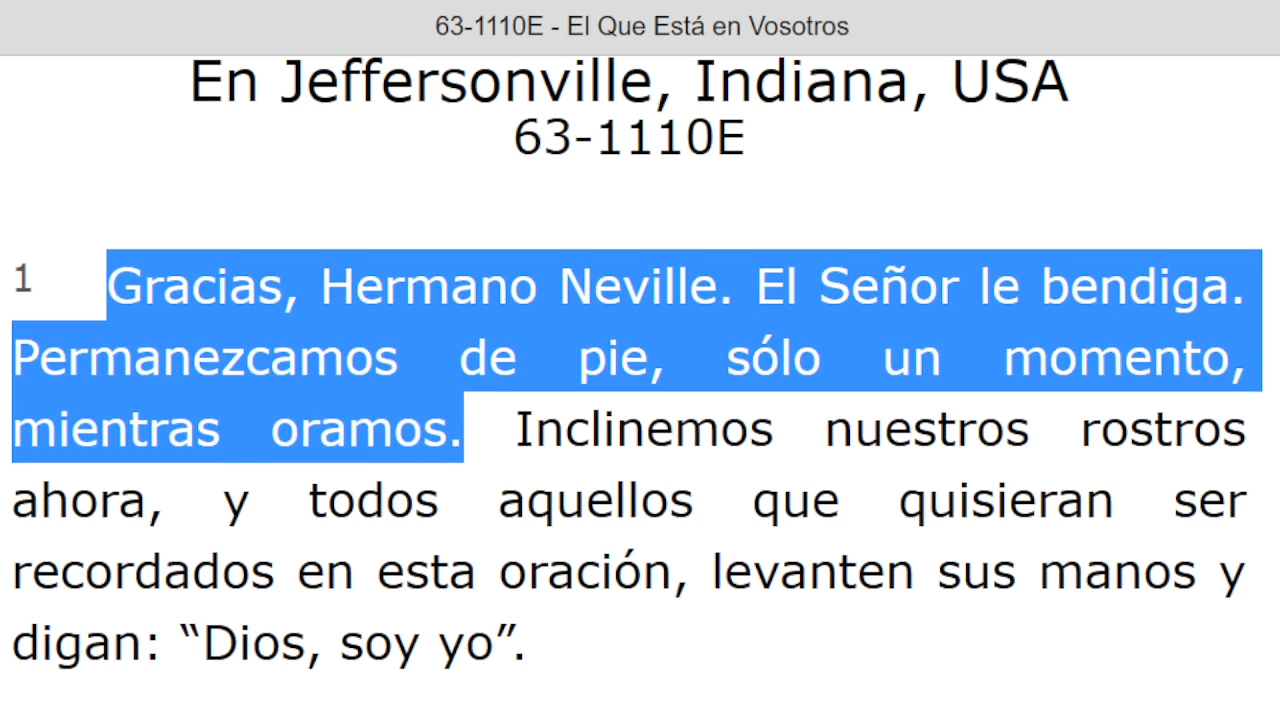 63-1110E - El Que Está en Vosotros
En Jeffersonville, Indiana, USA
63-1110E
1 Gracias, Hermano Neville. El Señor le bendiga.
Permanezcamos de pie, sólo un momento,
mientras oramos. Inclinemos nuestros rostros
ahora, y todos aquellos que quisieran ser
recordados en esta oración, levanten sus manos y
digan: “Dios, soy yo”.